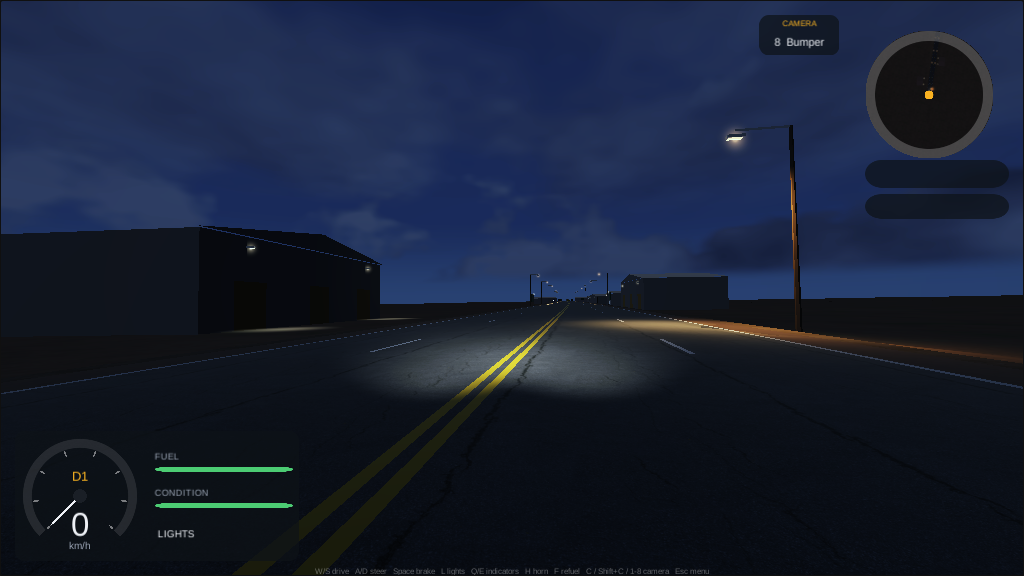 CAMERA
8 Bumper
D1
0
km/h
FUEL
CONDITION
LIGHTS
W/S drive A/D steer Space brake L lights Q/E indicators H horn F refuel C / Shift+C / 1-8 camera Esc menu